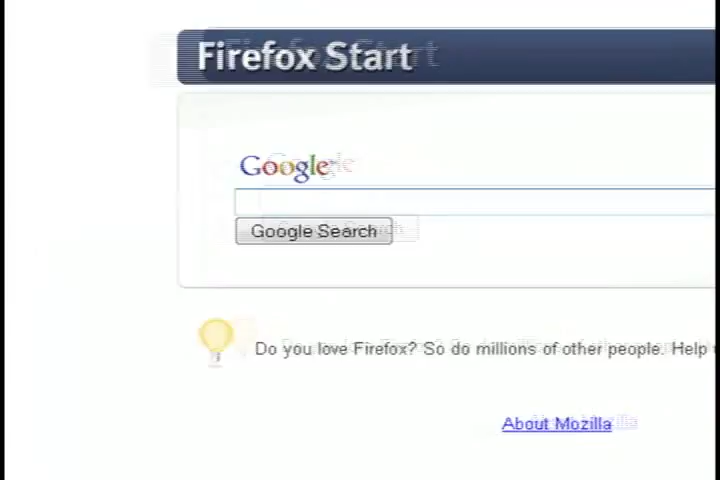 Firefox Start
Google
Google Search
Do you love Firefox? So do millions of other people. Help
About Mozilla